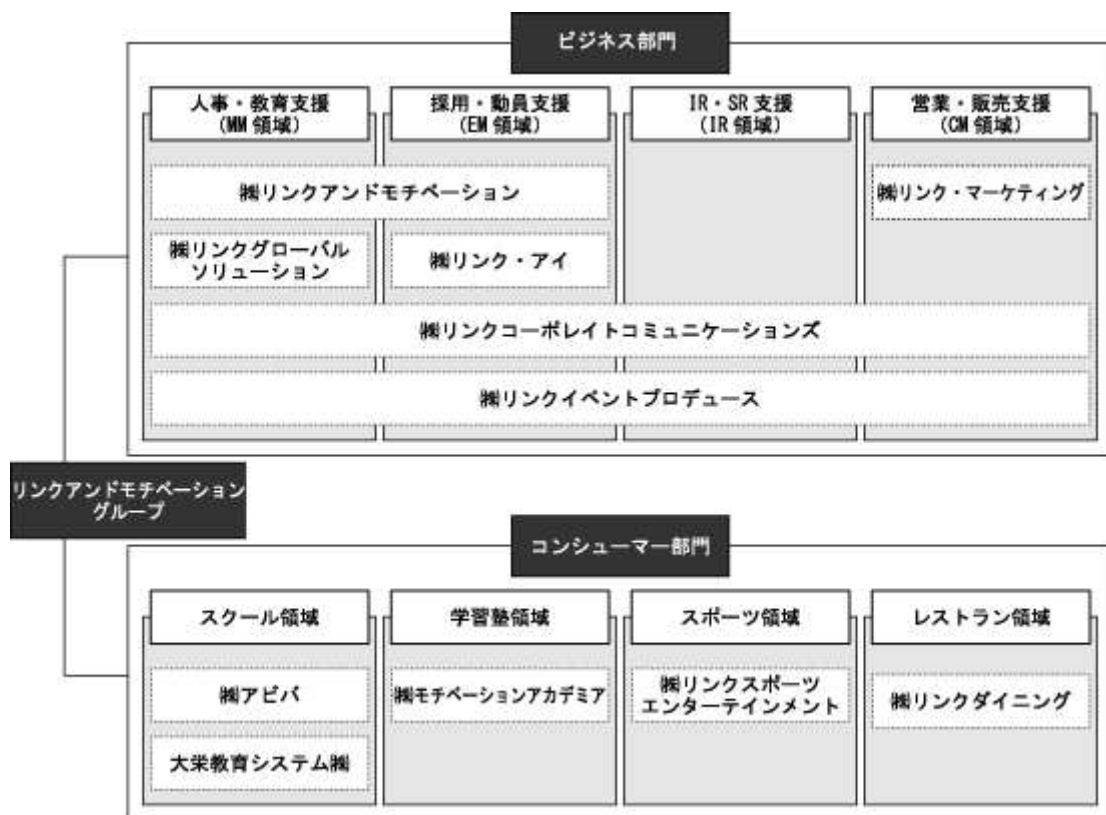 ビジネス部門
人事・教育支援
(MM領域)
採用・動員支援
(EM領域)
IR・SR支援
(IR領域)
営業・販売支援
(CM領域)
㈱リンクアンドモチベーション
㈱リンク・マーケティング
㈱リンクグローバル
ソリューション
㈱リンク・アイ
㈱リンクコーポレイトコミュニケーションズ
㈱リンクイベントプロデュース
リンクアンドモチベーション
グループ
コンシューマー部門
スクール領域
学習塾領域
スポーツ領域
レストラン領域
㈱アビバ
㈱モチベーションアカデミア
㈱リンクスポーツ
エンターテインメント
㈱リンクダイニング
大栄教育システム㈱